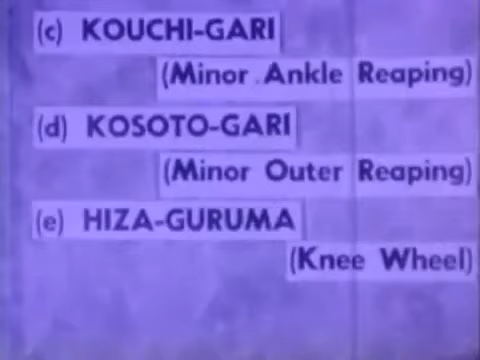 (c) KOUCHI-GARI
(Minor Ankle Reaping)
(d) KOSOTO-GARI
(Minor Outer Reaping)
(e) HIZA-GURUMA
(Knee Wheel)